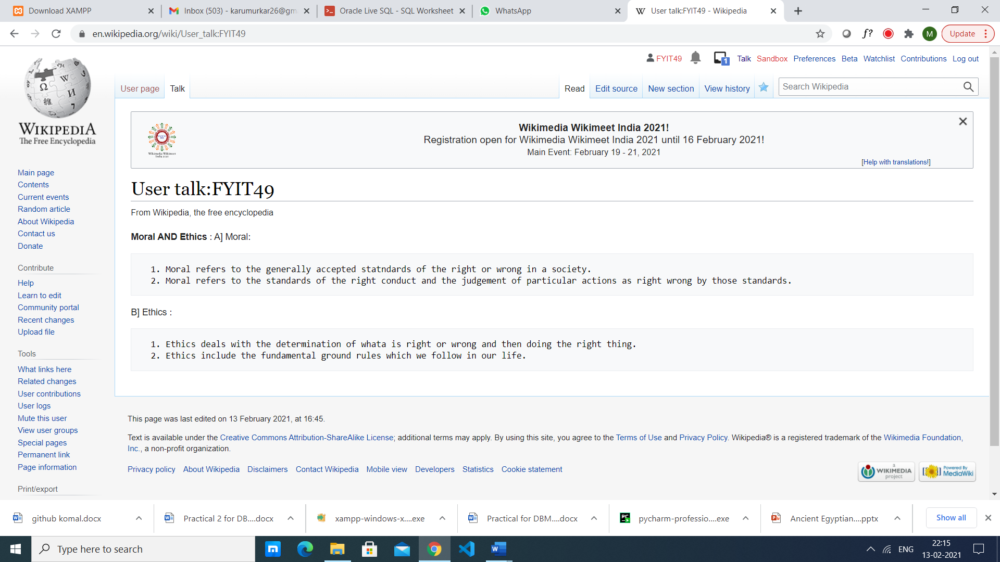 Download XAMPP
Inbox (503) - karumurkar26@gm
Oracle Live SQL - SQL Worksheet
WhatsApp
User talk:FYIT49 - Wikipedia
en.wikipedia.org/wiki/User_talk:FYIT49
f?
M
Update
FYIT49
1
Talk
Sandbox
Preferences
Beta
Watchlist
Contributions
Log out
User page
Talk
Read
Edit source
New section
View history
Search Wikipedia
WIKIPEDIA
The Free Encyclopedia
Wikimedia Wikimeet India 2021
Wikimedia Wikimeet India 2021!
Registration open for Wikimedia Wikimeet India 2021 until 16 February 2021!
Main Event: February 19 - 21, 2021
[Help with translations!]
Main page
Contents
Current events
Random article
About Wikipedia
Contact us
Donate
Contribute
Help
Learn to edit
Community portal
Recent changes
Upload file
Tools
What links here
Related changes
User contributions
User logs
Mute this user
View user groups
Special pages
Permanent link
Page information
Print/export
User talk:FYIT49
From Wikipedia, the free encyclopedia
Moral AND Ethics : A] Moral:
1. Moral refers to the generally accepted statndards of the right or wrong in a society.
2. Moral refers to the standards of the right conduct and the judgement of particular actions as right wrong by those standards.
B] Ethics :
1. Ethics deals with the determination of whata is right or wrong and then doing the right thing.
2. Ethics include the fundamental ground rules which we follow in our life.
This page was last edited on 13 February 2021, at 16:45.
Text is available under the Creative Commons Attribution-ShareAlike License; additional terms may apply. By using this site, you agree to the Terms of Use and Privacy Policy. Wikipedia® is a registered trademark of the Wikimedia Foundation,
Inc., a non-profit organization.
Privacy policy
About Wikipedia
Disclaimers
Contact Wikipedia
Mobile view
Developers
Statistics
Cookie statement
a WIKIMEDIA project
Powered By MediaWiki
github komal.docx
Practical 2 for DB....docx
xampp-windows-x....exe
Practical for DBM....docx
pycharm-professio....exe
Ancient Egyptian....pptx
Show all
Type here to search
ENG
22:15
13-02-2021